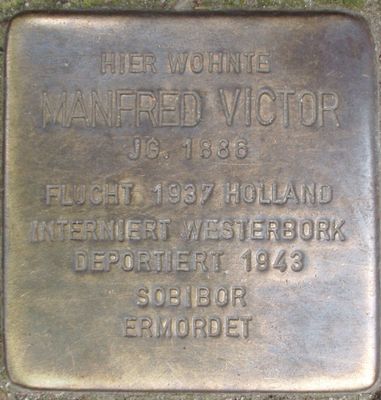 HIER WOHNTE
MANFRED VICTOR
JG. 1886
FLUCHT 1937 HOLLAND
INTERNIERT WESTERBORK
DEPORTIERT 1943
SOBIBOR
ERMORDET